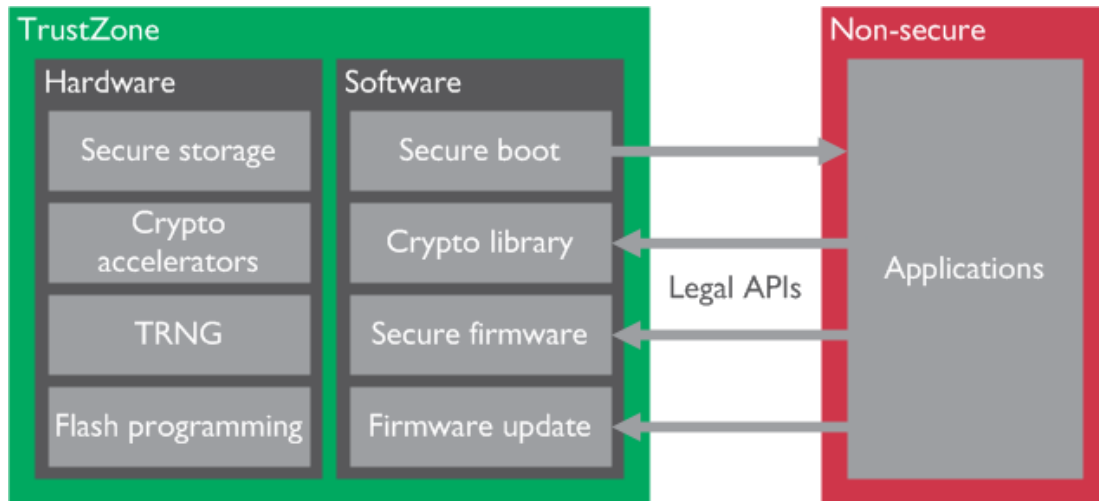 TrustZone
Hardware
Secure storage
Crypto
accelerators
TRNG
Flash programming
Software
Secure boot
Crypto library
Secure firmware
Firmware update
Legal APIs
Non-secure
Applications